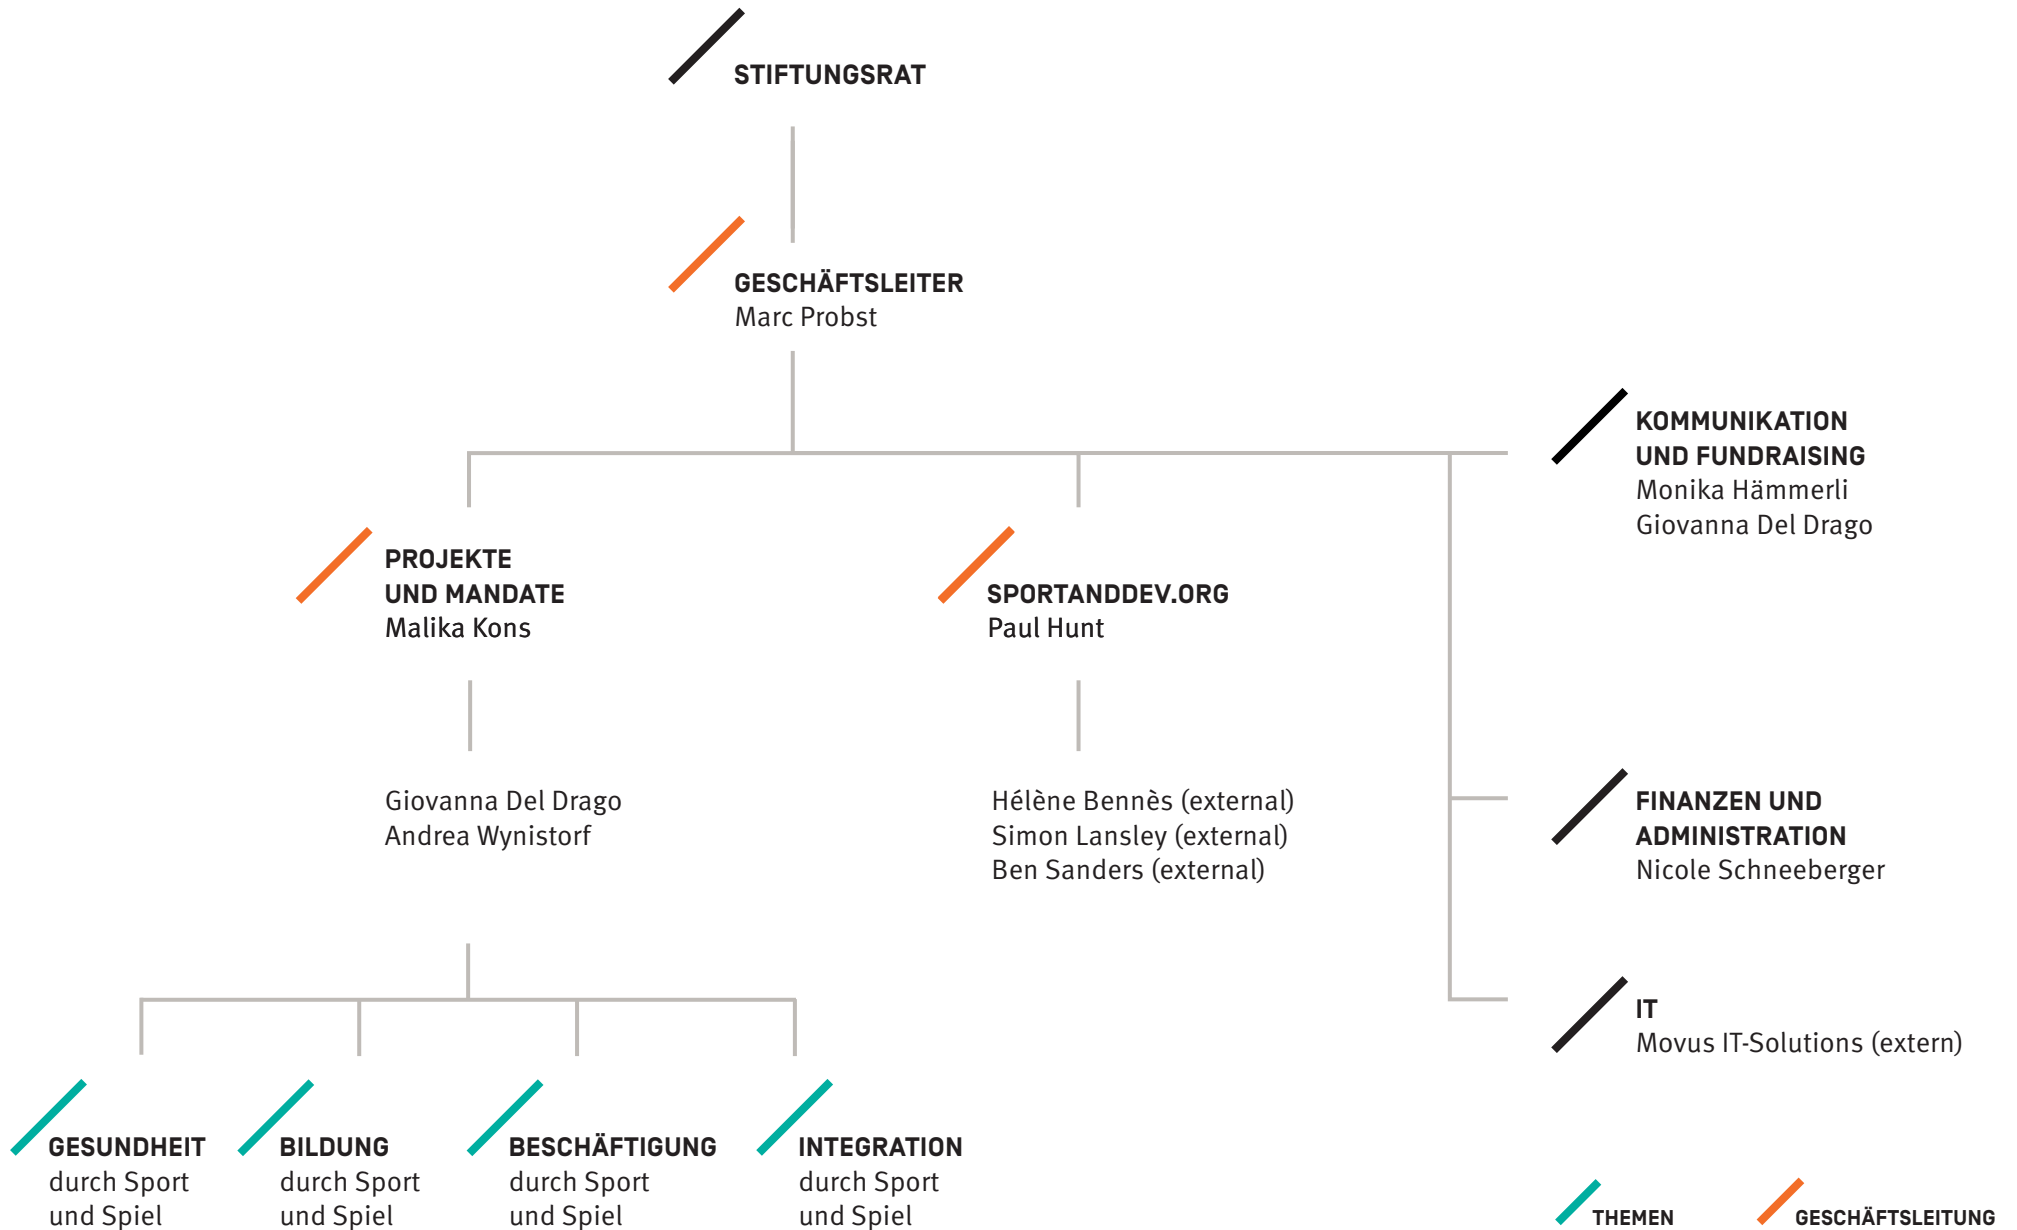 STIFTUNGSRAT
GESCHÄFTSLEITER
Marc Probst
KOMMUNIKATION
UND FUNDRAISING
Monika Hämmerli
Giovanna Del Drago
PROJEKTE
UND MANDATE
Malika Kons
SPORTANDDEV.ORG
Paul Hunt
Giovanna Del Drago
Andrea Wynistorf
Hélène Bennès (external)
Simon Lansley (external)
Ben Sanders (external)
FINANZEN UND
ADMINISTRATION
Nicole Schneeberger
IT
Movus IT-Solutions (extern)
GESUNDHEIT
durch Sport
und Spiel
BILDUNG
durch Sport
und Spiel
BESCHÄFTIGUNG
durch Sport
und Spiel
INTEGRATION
durch Sport
und Spiel
THEMEN
GESCHÄFTSLEITUNG